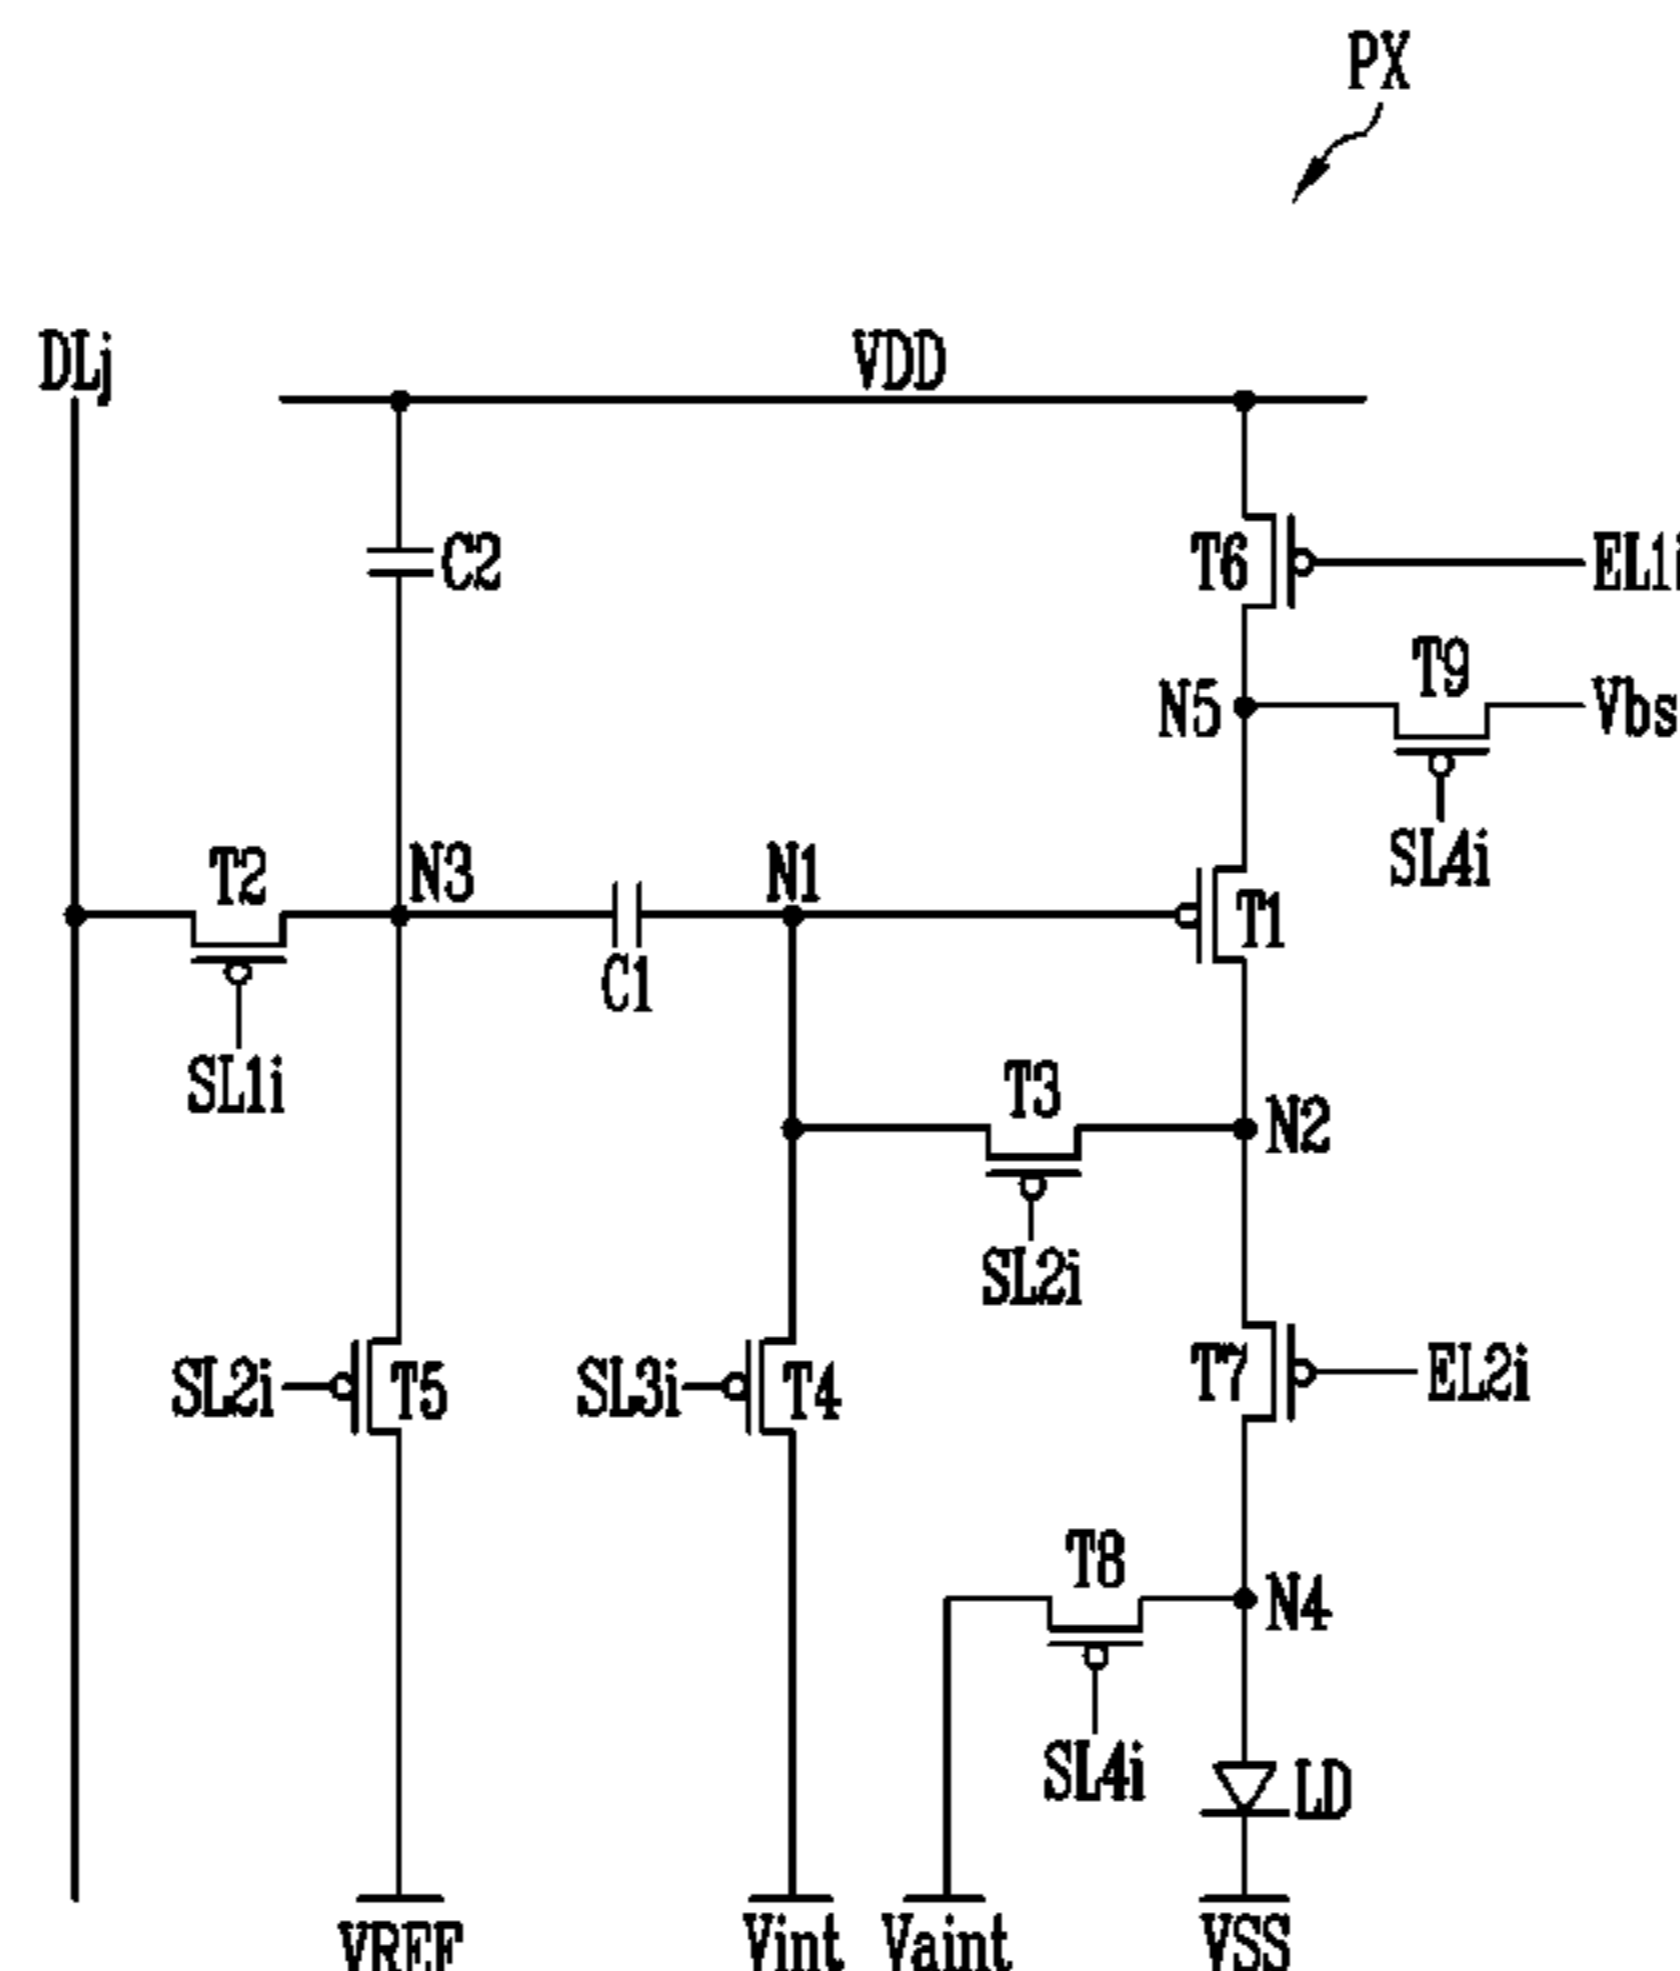 PX
DLj
VDD
C2
T6
EL1i
T9
N5
Vbs
SL4i
T2
N3
N1
T1
C1
SL1i
T3
N2
SL2i
SL2i
T5
SL3i
T4
T7
EL2i
T8
N4
SL4i
LD
VREF
Vint
Vaint
VSS